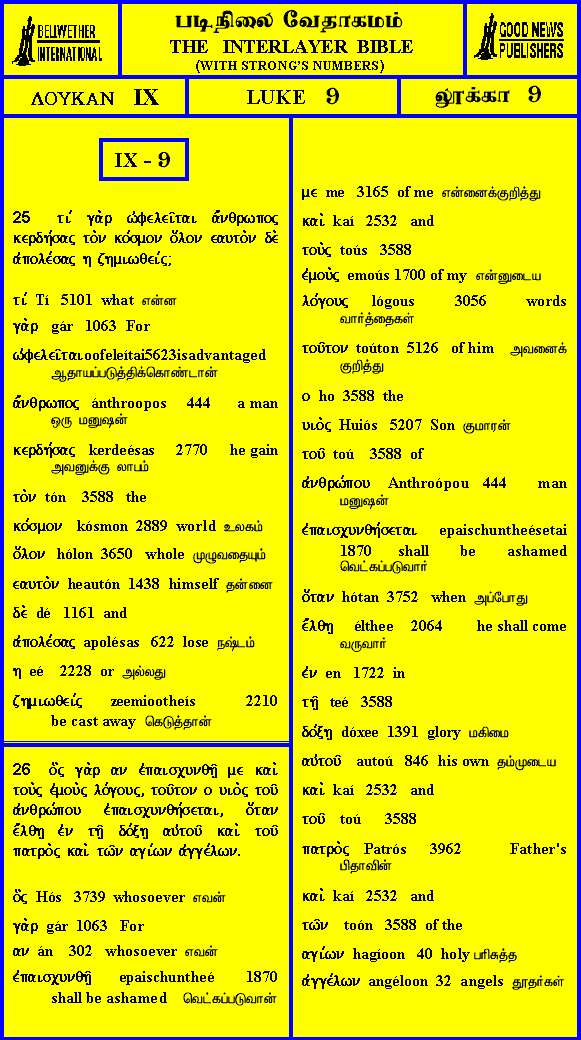 BELLWETHER
INTERNATIONAL
படிநிலை வேதாகமம்
THE INTERLAYER BIBLE
(WITH STRONG'S NUMBERS)
GOOD NEWS
PUBLISHERS
ΛΟΥΚΑΝ IX
LUKE 9
லூக்கா 9
IX - 9
25 τί γὰρ ὠφελεῖται ἄνθρωπος
κερδήσας τὸν κόσμον ὅλον εαυτὸν δὲ
ἀπολέσας η ζημιωθείς;
τί Tí 5101 what என்ன
γὰρ gár 1063 For
ὠφελεῖται oofeleítai5623isadvantaged
ஆதாயப்படுத்திக்கொண்டான்
ἄνθρωπος ánthroopos 444 a man
ஒரு மனுஷன்
κερδήσας kerdeésas 2770 he gain
அவனுக்கு லாபம்
τὸν tón 3588 the
κόσμον kósmon 2889 world உலகம்
ὅλον hólon 3650 whole முழுவதையும்
εαυτὸν heautón 1438 himself தன்னை
δὲ dé 1161 and
ἀπολέσας apolésas 622 lose நஷ்டம்
η eé 2228 or அல்லது
ζημιωθείς zeemiootheís 2210
be cast away கெடுத்தான்
26 ὃς γὰρ αν ἐπαισχυνθῇ με καὶ
τοὺς ἐμοὺς λόγους, τοῦτον ο υιὸς τοῦ
ἀνθρώπου ἐπαισχυνθήσεται, ὅταν
ἔλθῃ ἐν τῇ δόξῃ αὐτοῦ καὶ τοῦ
πατρὸς καὶ τῶν αγίων ἀγγέλων.
ὃς Hós 3739 whosoever எவன்
γὰρ gár 1063 For
αν án 302 whosoever எவன்
ἐπαισχυνθῇ epaischuntheé 1870
shall be ashamed வெட்கப்படுவான்
με me 3165 of me என்னைக்குறித்து
καὶ kaí 2532 and
τοὺς toús 3588
ἐμοὺς emoús 1700 of my என்னுடைய
λόγους lógous 3056 words
வார்த்தைகள்
τοῦτον toúton 5126 of him அவனைக்
குறித்து
ο ho 3588 the
υιὸς Huiós 5207 Son குமாரன்
τοῦ toú 3588 of
ἀνθρώπου Anthroópou 444 man
மனுஷன்
ἐπαισχυνθήσεται epaischuntheésetai
1870 shall be ashamed
வெட்கப்படுவார்
ὅταν hótan 3752 when அப்போது
ἔλθῃ élthee 2064 he shall come
வருவார்
ἐν en 1722 in
τῇ teé 3588
δόξῃ dóxee 1391 glory மகிமை
αὐτοῦ autoú 846 his own தம்முடைய
καὶ kaí 2532 and
τοῦ toú 3588
πατρὸς Patrós 3962 Father's
பிதாவின்
καὶ kaí 2532 and
τῶν toón 3588 of the
αγίων hagíoon 40 holy பரிசுத்த
ἀγγέλων angéloon 32 angels தூதர்கள்